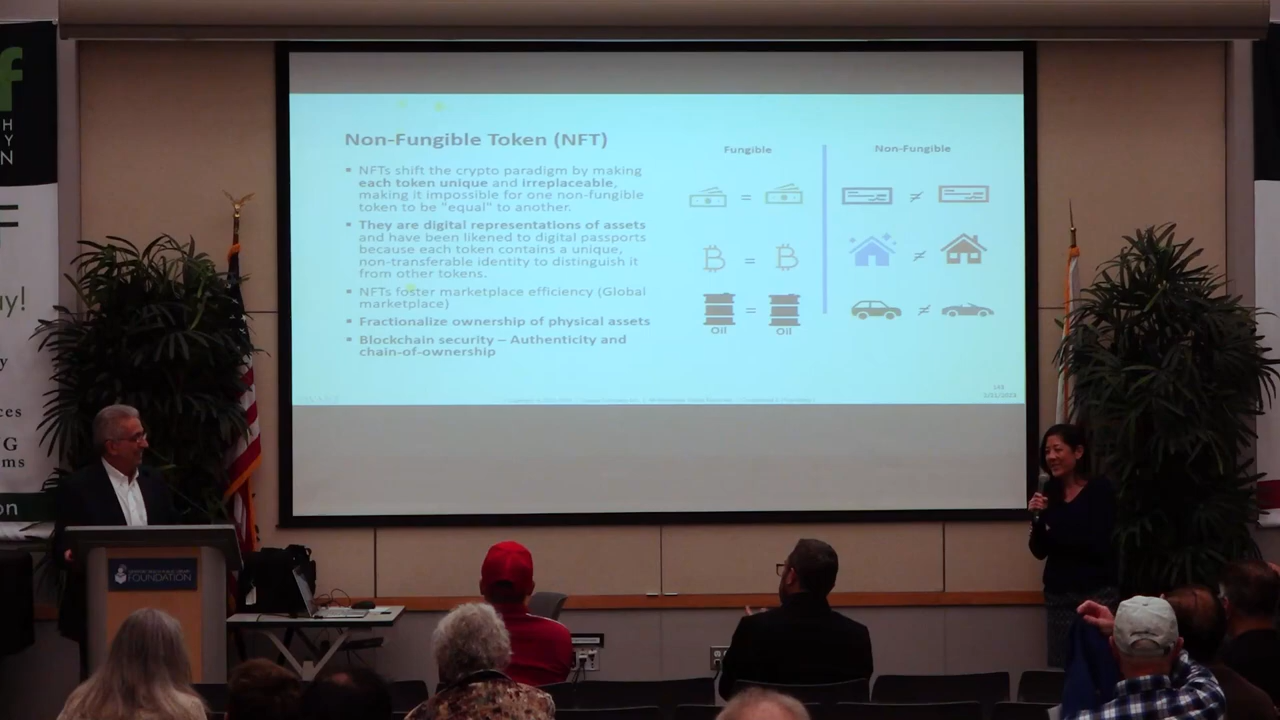 Non-Fungible Token (NFT)
▪ NFTs shift the crypto paradigm by making
each token unique and irreplaceable,
making it impossible for one non-fungible
token to be "equal" to another.
▪ They are digital representations of assets
and have been likened to digital passports
because each token contains a unique,
non-transferable identity to distinguish it
from other tokens.
▪ NFTs foster marketplace efficiency (Global
marketplace)
▪ Fractionalize ownership of physical assets
▪ Blockchain security – Authenticity and
chain-of-ownership
Fungible
Non-Fungible
=
≠
=
≠
=
≠
Oil
Oil
f
H
Y
N
F
ay!
y
ces
G
ms
on
FOUNDATION